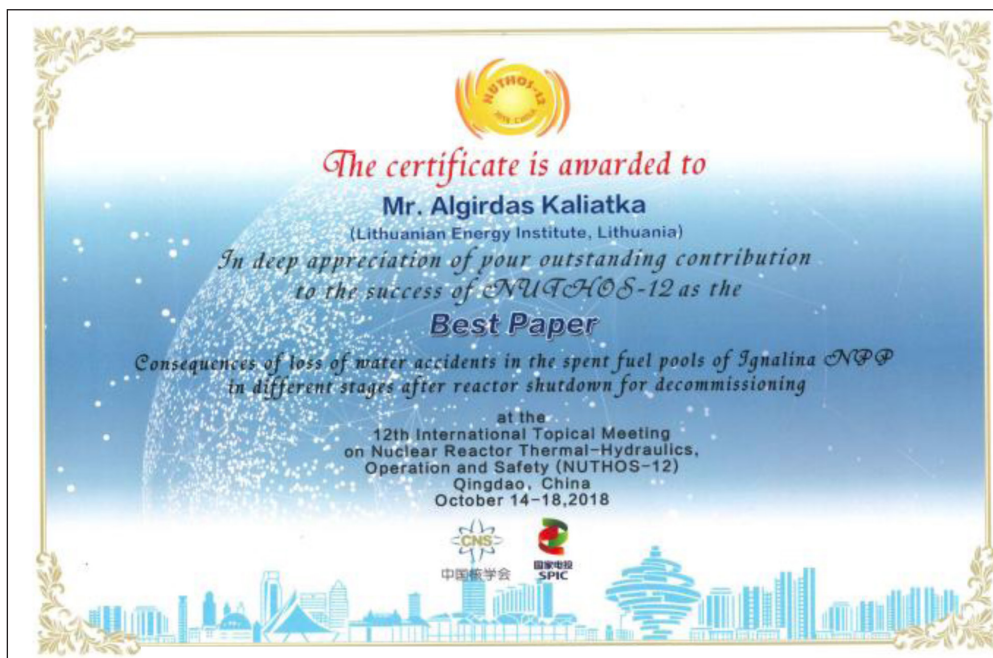 NUTHOS-12
2018 CHINA
The certificate is awarded to
Mr. Algirdas Kaliatka
(Lithuanian Energy Institute, Lithuania)
In deep appreciation of your outstanding contribution
to the success of NUTHOS-12 as the
Best Paper
Consequences of loss of water accidents in the spent fuel pools of Ignalina NPP
in different stages after reactor shutdown for decommissioning
at the
12th International Topical Meeting
on Nuclear Reactor Thermal-Hydraulics,
Operation and Safety (NUTHOS-12)
Qingdao, China
October 14-18,2018
CNS
中国核学会
国家电投
SPIC